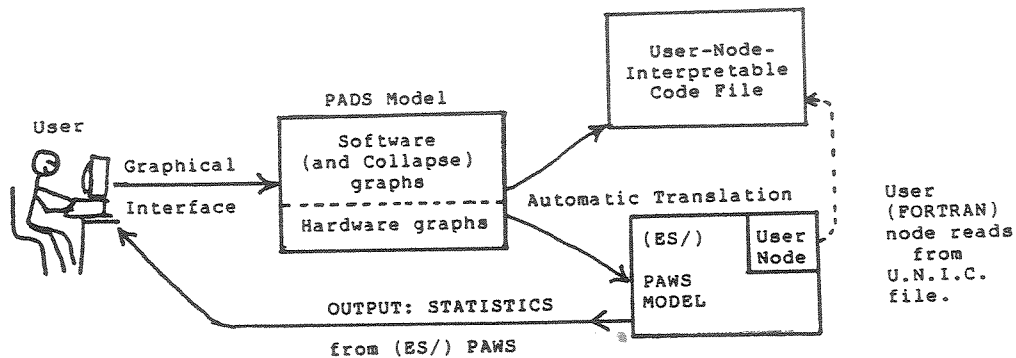 User-Node-
Interpretable
Code File
PADS Model
User
Software
(and Collapse)
graphs
Graphical
Interface
Hardware graphs
Automatic Translation
(ES/)
User
Node
PAWS
MODEL
User
(FORTRAN)
node reads
from
U.N.I.C.
file.
OUTPUT: STATISTICS
from (ES/) PAWS